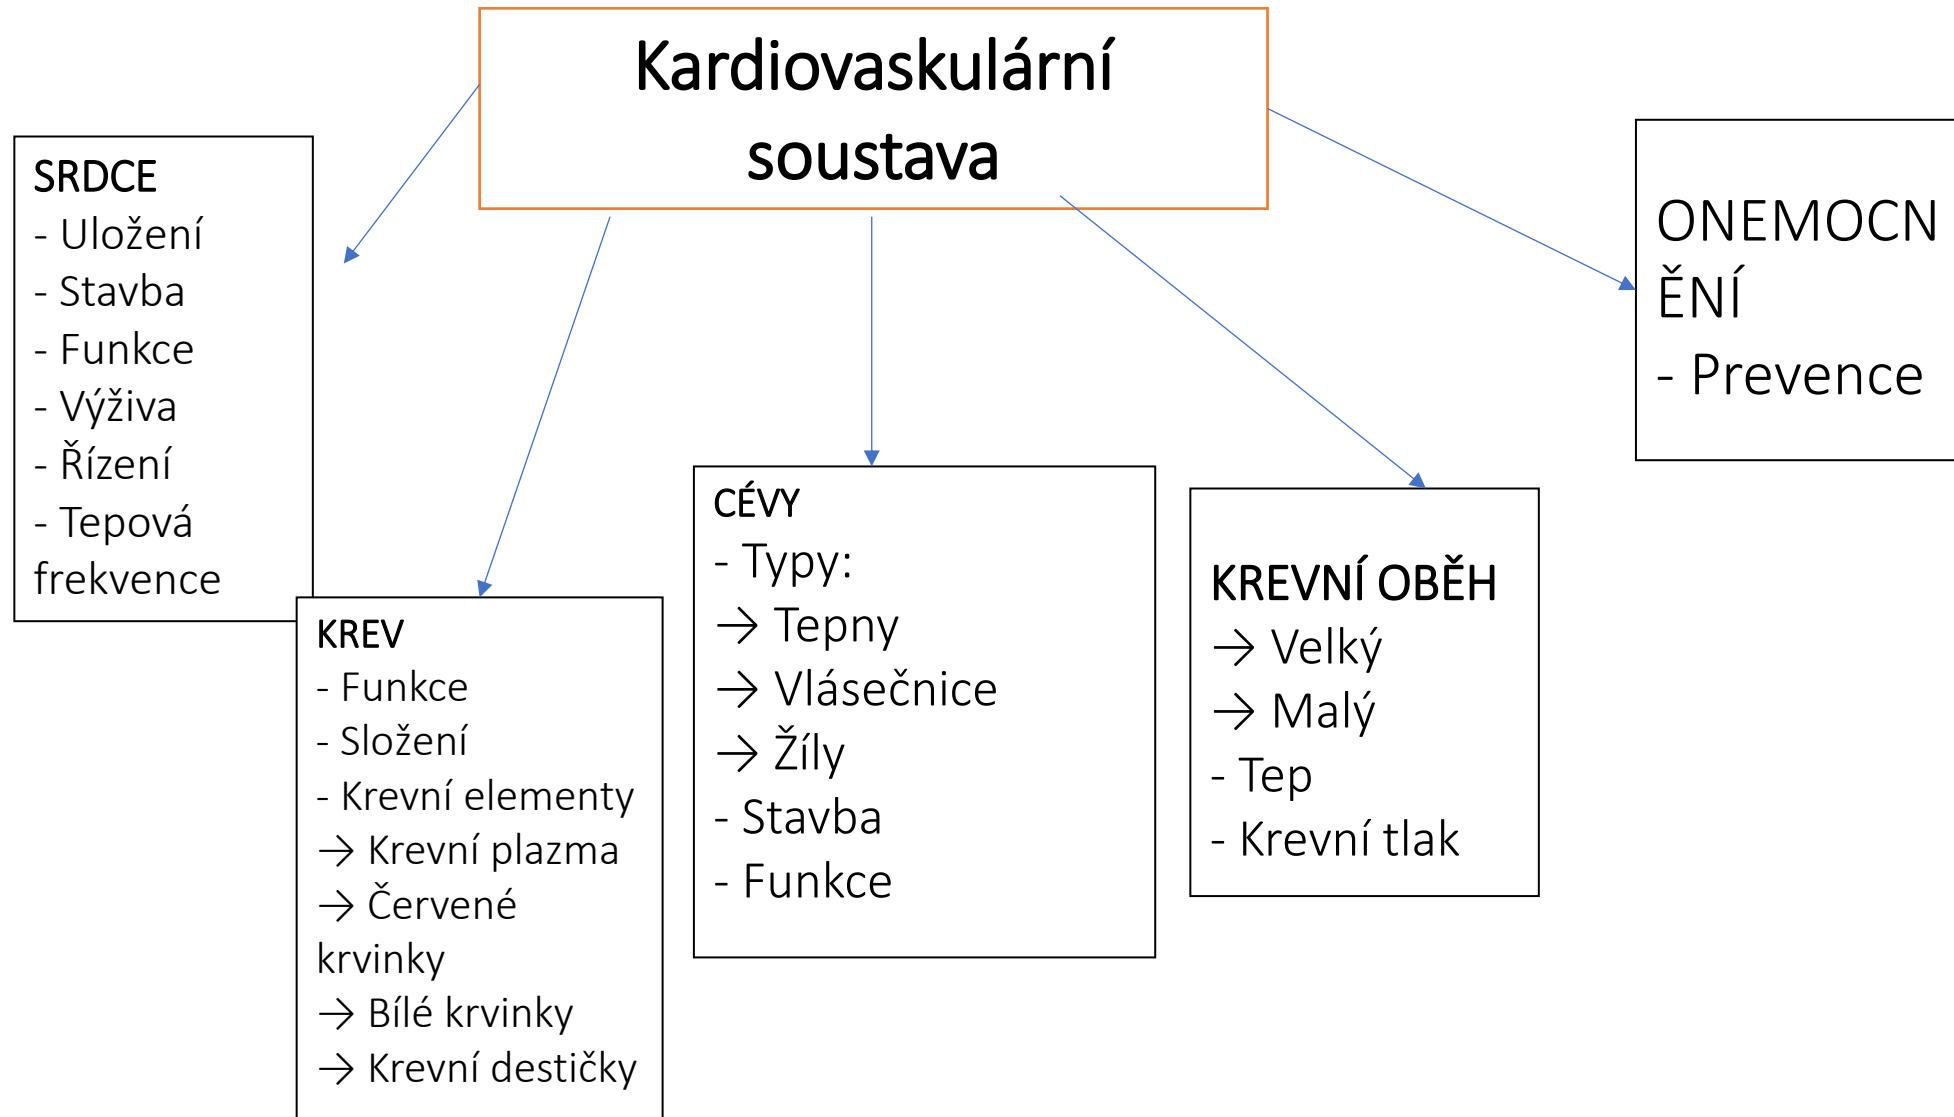 Kardiovaskulární
soustava
SRDCE
- Uložení
- Stavba
- Funkce
- Výživa
- Řízení
- Tepová
frekvence
KREV
- Funkce
- Složení
- Krevní elementy
→ Krevní plazma
→ Červené
krvinky
→ Bílé krvinky
→ Krevní destičky
CÉVY
- Typy:
→ Tepny
→ Vlásečnice
→ Žíly
- Stavba
- Funkce
KREVNÍ OBĚH
→ Velký
→ Malý
- Tep
- Krevní tlak
ONEMOCN
ĚNÍ
- Prevence